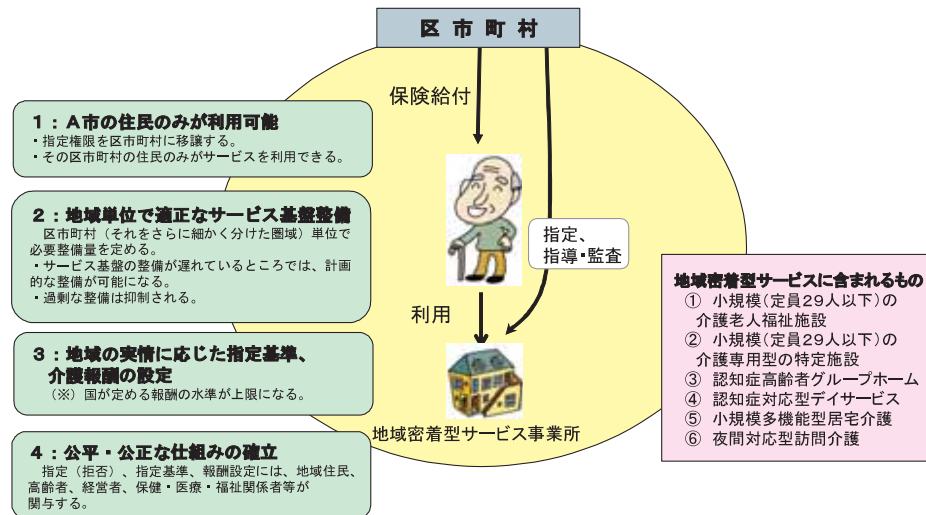 区 市 町 村
保険給付
1：A市の住民のみが利用可能
・指定権限を区市町村に移譲する。
・その区市町村の住民のみがサービスを利用できる。
2：地域単位で適正なサービス基盤整備
区市町村（それをさらに細かく分けた圏域）単位で
必要整備量を定める。
・サービス基盤の整備が遅れているところでは、計画
的な整備が可能になる。
・過剰な整備は抑制される。
3：地域の実情に応じた指定基準、
介護報酬の設定
（※）国が定める報酬の水準が上限になる。
4：公平・公正な仕組みの確立
指定（拒否）、指定基準、報酬設定には、地域住民、
高齢者、経営者、保健・医療・福祉関係者等が
関与する。
指定、
指導・監査
利用
地域密着型サービス事業所
地域密着型サービスに含まれるもの
① 小規模（定員29人以下）の
介護老人福祉施設
② 小規模（定員29人以下）の
介護専用型の特定施設
③ 認知症高齢者グループホーム
④ 認知症対応型デイサービス
⑤ 小規模多機能型居宅介護
⑥ 夜間対応型訪問介護